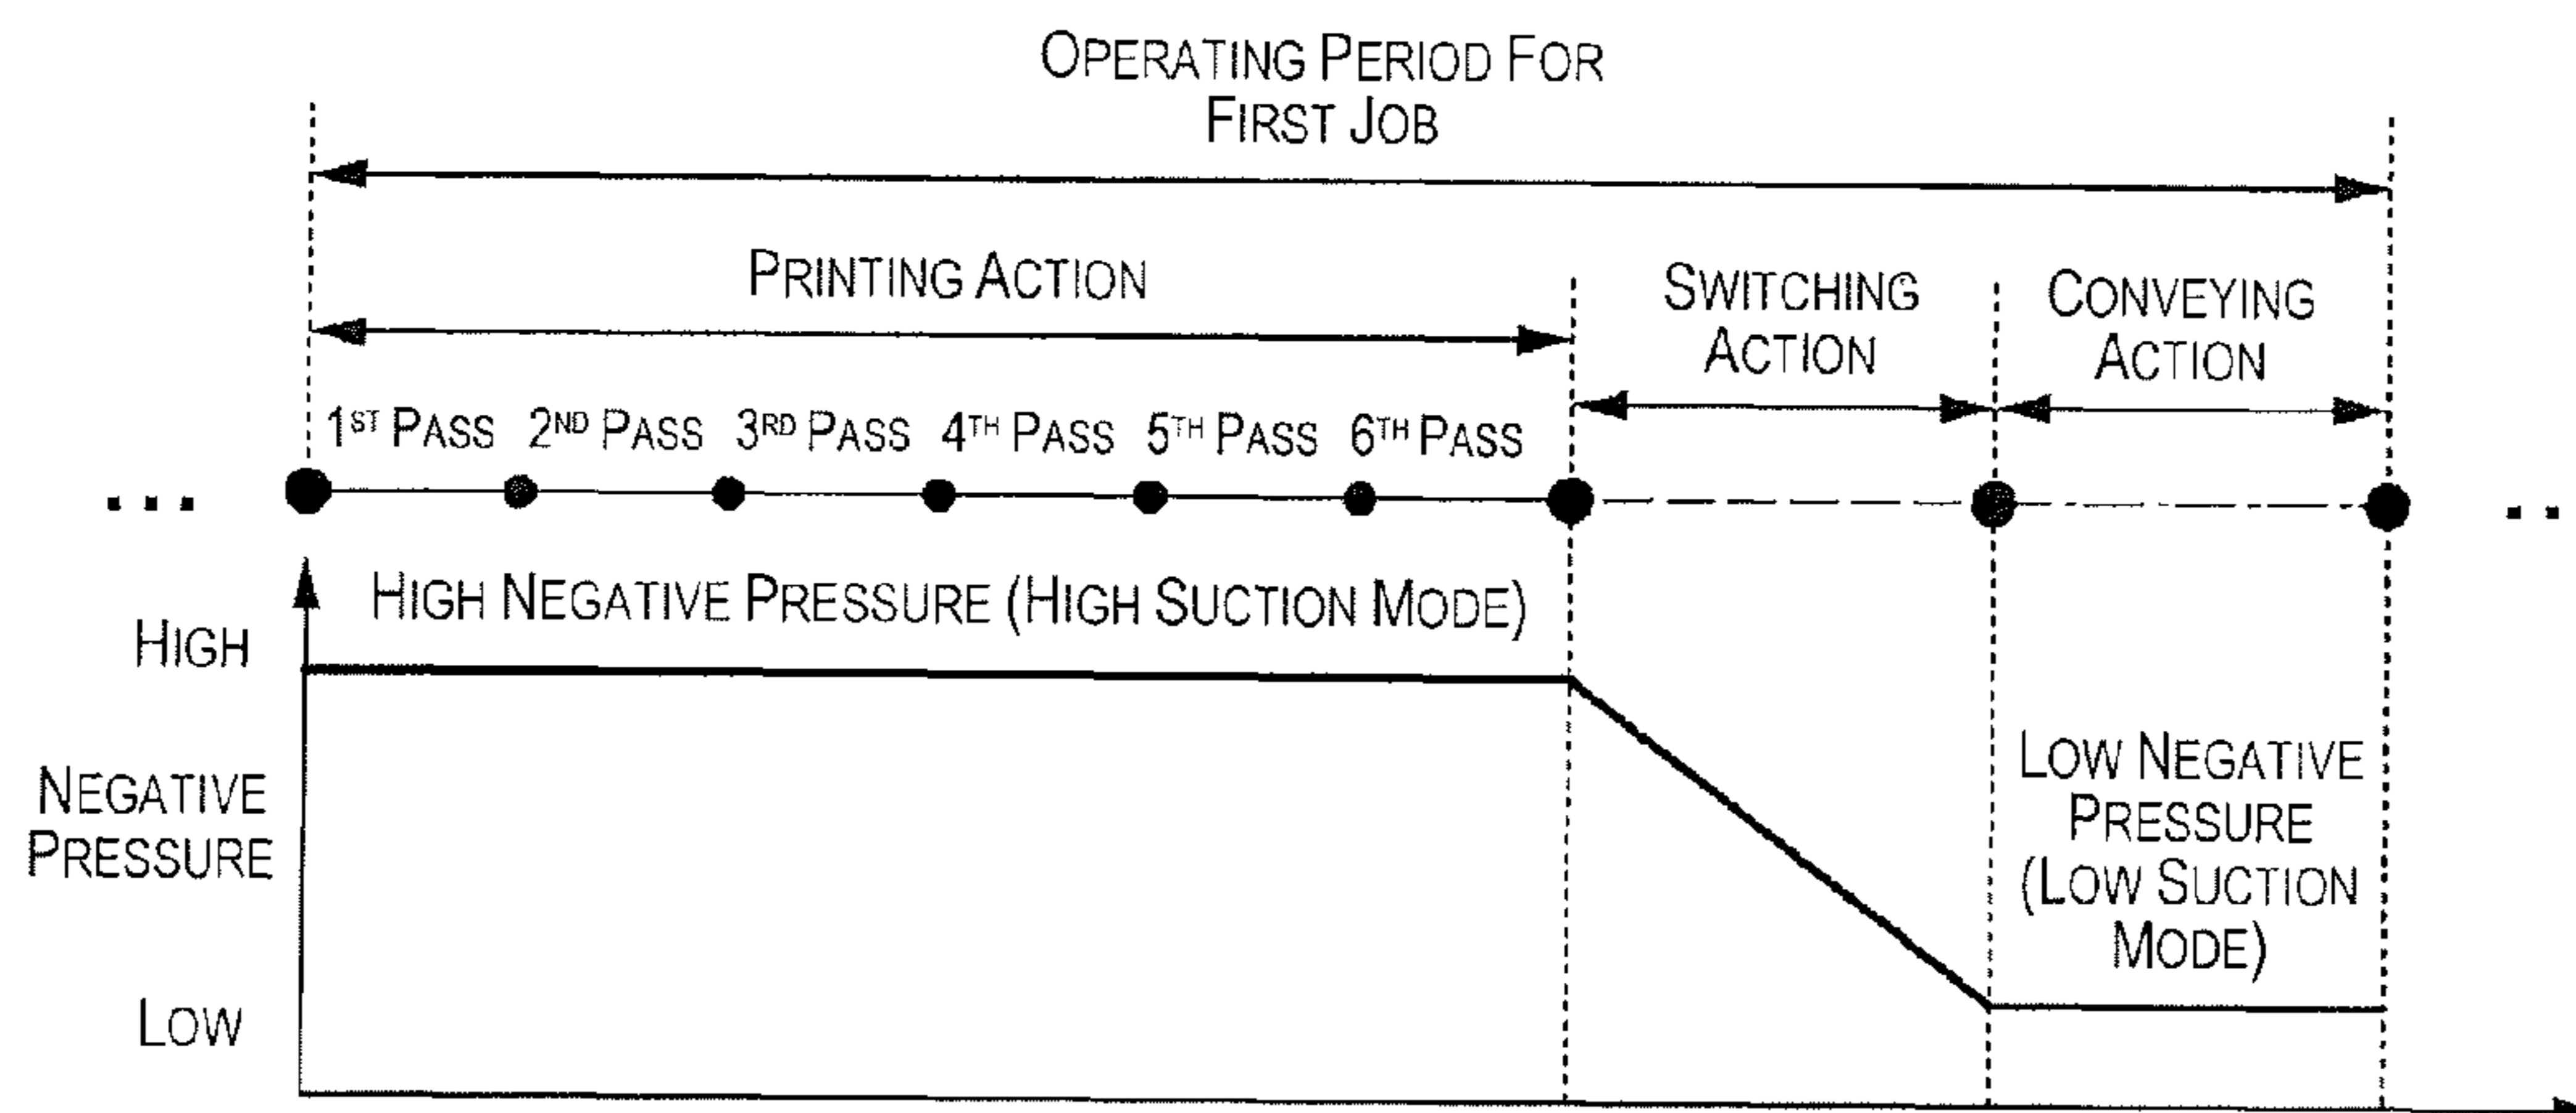 OPERATING PERIOD FOR
FIRST JOB
PRINTING ACTION
SWITCHING
ACTION
CONVEYING
ACTION
1ST PASS 2ND PASS 3RD PASS 4TH PASS 5TH PASS 6TH PASS
... ..
HIGH NEGATIVE PRESSURE (HIGH SUCTION MODE)
HIGH
NEGATIVE
PRESSURE
LOW
LOW NEGATIVE
PRESSURE
(LOW SUCTION
MODE)